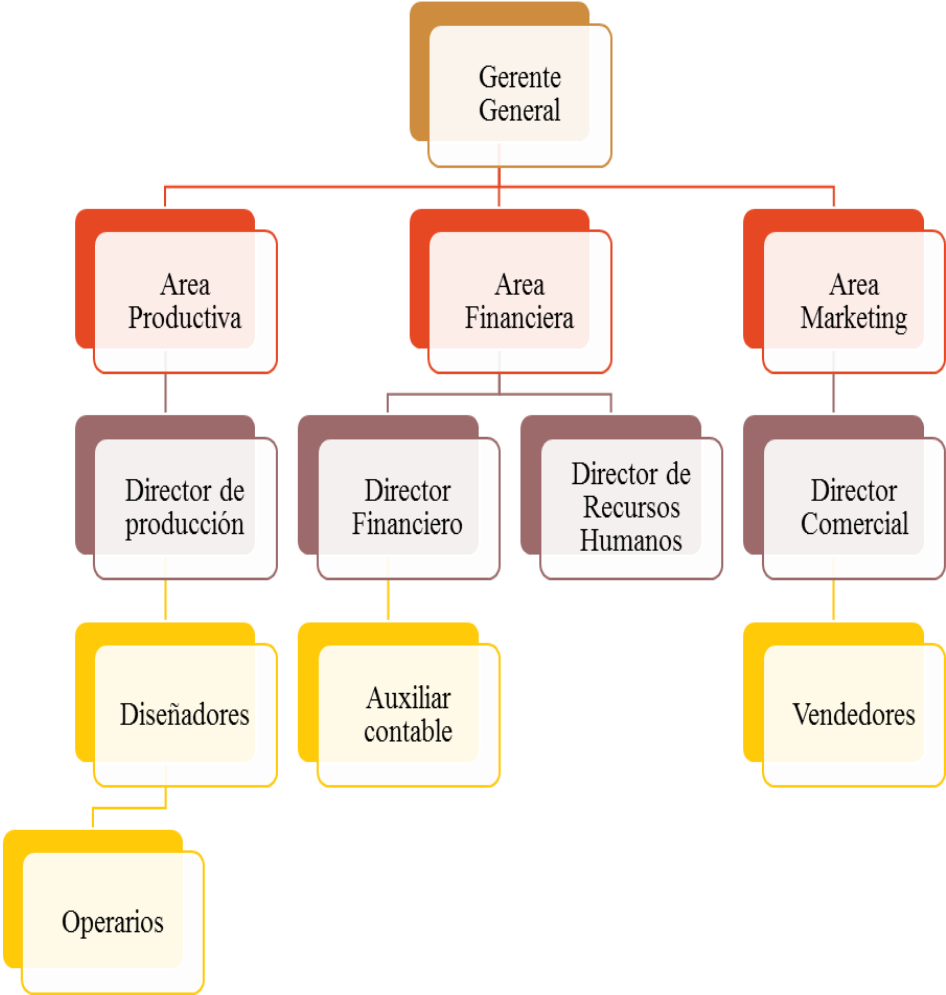 Gerente
General
Area
Productiva
Area
Financiera
Area
Marketing
Director de
producción
Director
Financiero
Director de
Recursos
Humanos
Director
Comercial
Diseñadores
Auxiliar
contable
Vendedores
Operarios